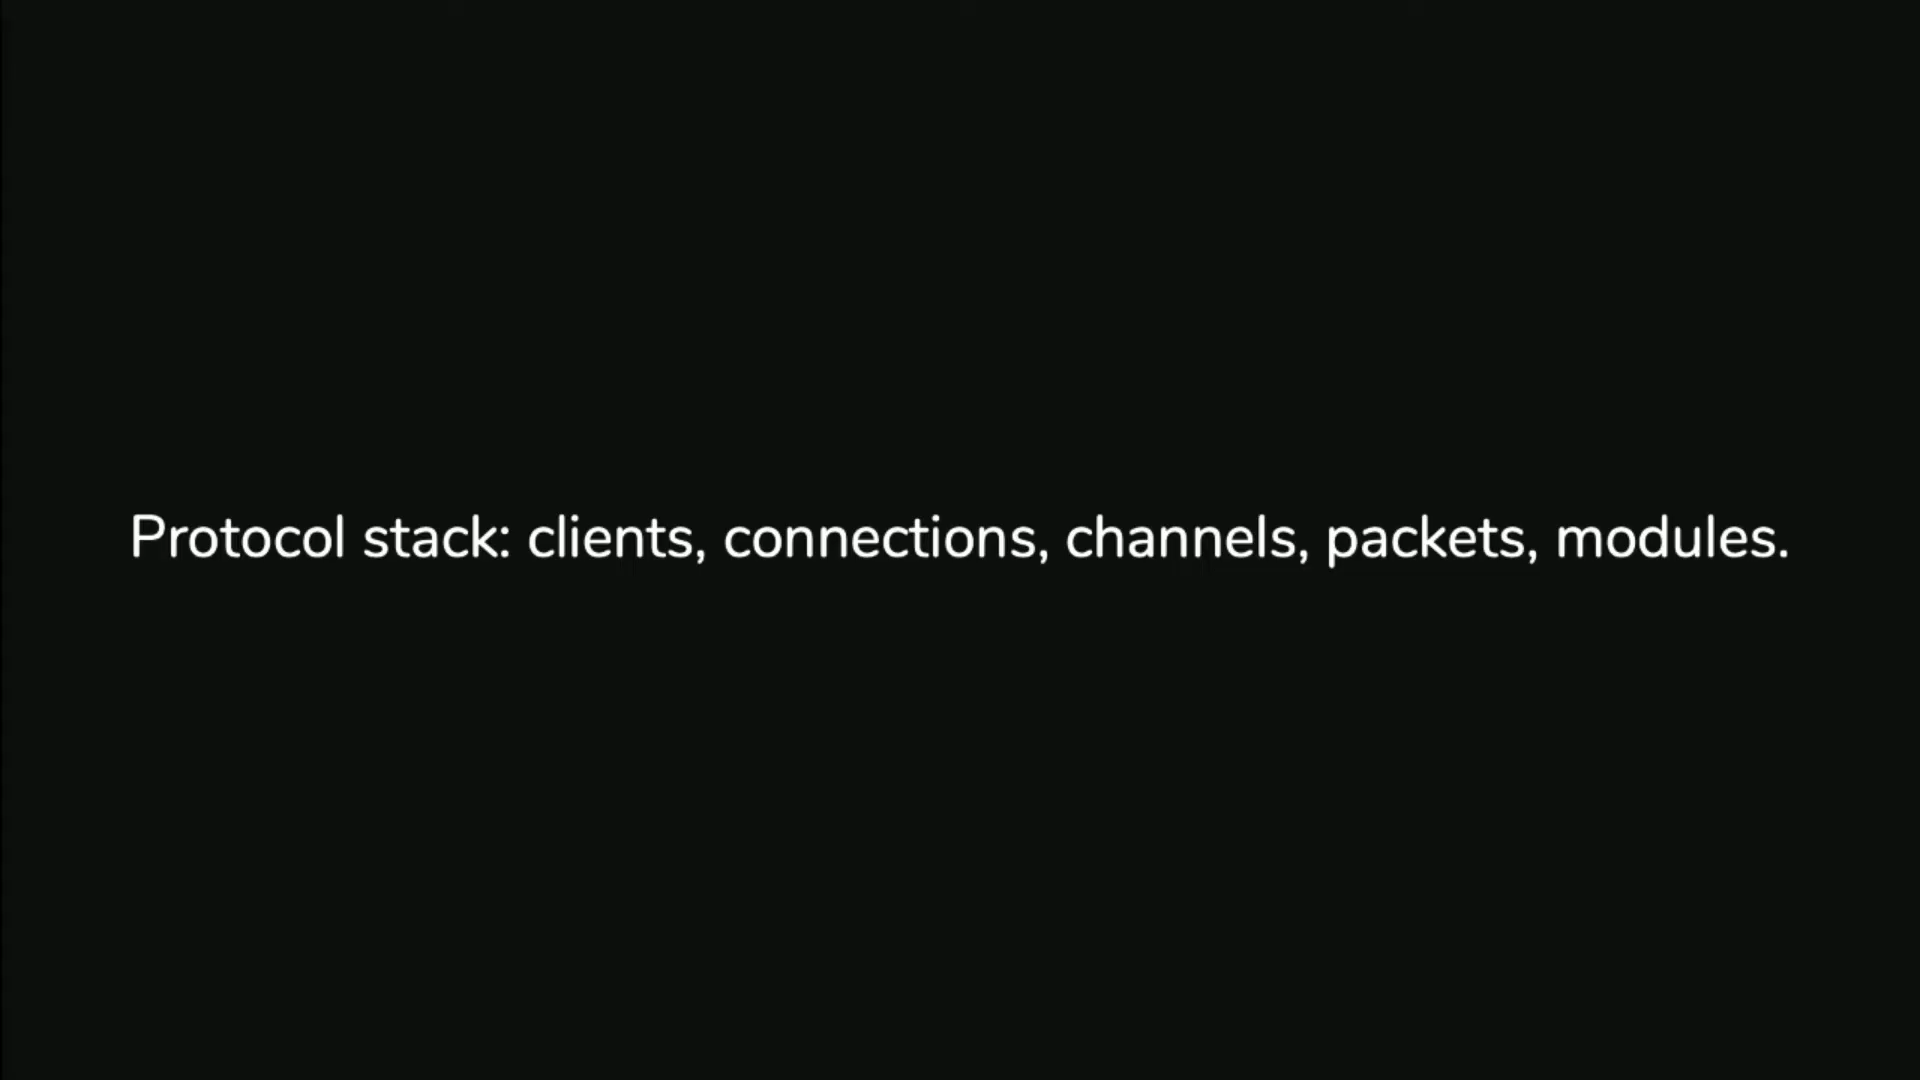 Protocol stack: clients, connections, channels, packets, modules.